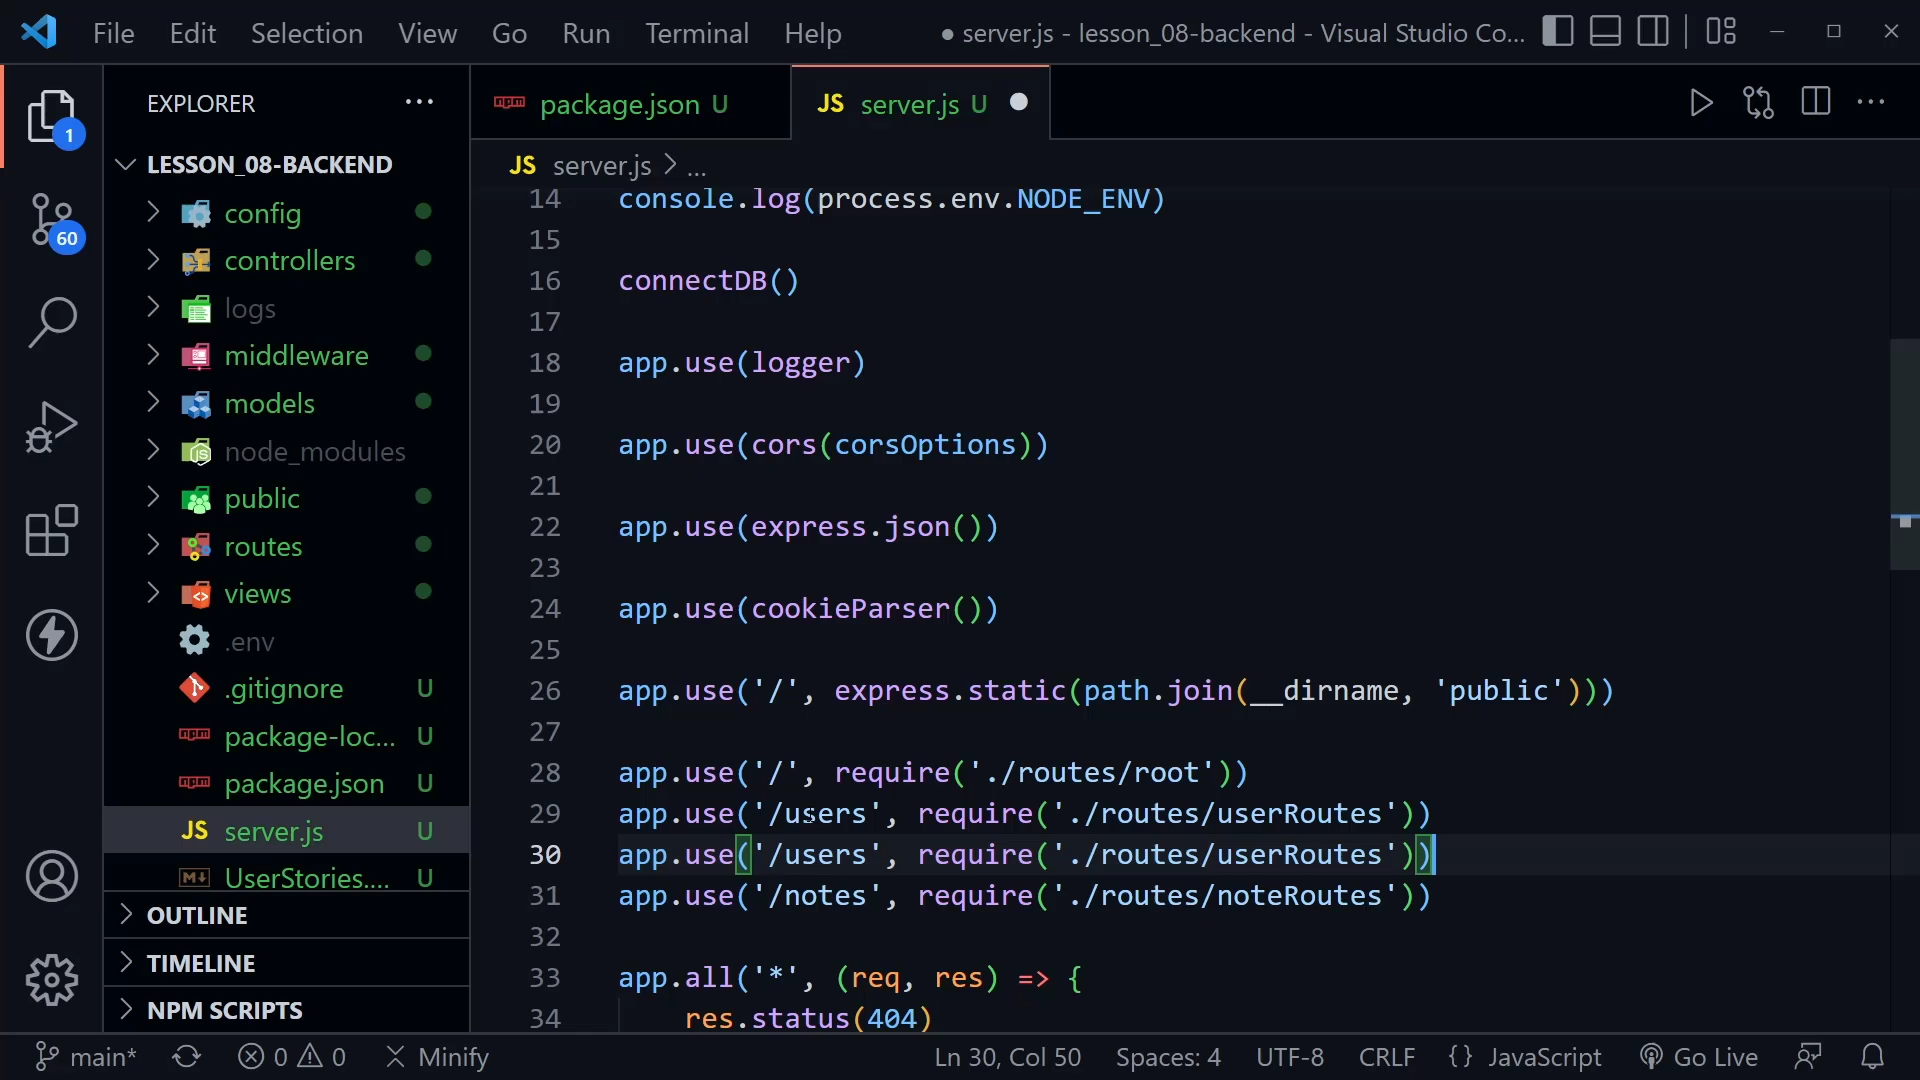 File Edit Selection View Go Run Terminal Help ● server.js - lesson_08-backend - Visual Studio Co...
EXPLORER ...
1
60
LESSON_08-BACKEND
config
controllers
logs
middleware
models
node_modules
public
routes
views
.env
.gitignore U
package-loc... U
package.json U
JS server.js U
UserStories.... U
OUTLINE
TIMELINE
NPM SCRIPTS
package.json U JS server.js U
JS server.js > ...
14 console.log(process.env.NODE_ENV)
15
16 connectDB()
17
18 app.use(logger)
19
20 app.use(cors(corsOptions))
21
22 app.use(express.json())
23
24 app.use(cookieParser())
25
26 app.use('/', express.static(path.join(__dirname, 'public')))
27
28 app.use('/', require('./routes/root'))
29 app.use('/users', require('./routes/userRoutes'))
30 app.use('/users', require('./routes/userRoutes'))
31 app.use('/notes', require('./routes/noteRoutes'))
32
33 app.all('*', (req, res) => {
34 res.status(404)
main* 0 0 Minify Ln 30, Col 50 Spaces: 4 UTF-8 CRLF {} JavaScript Go Live